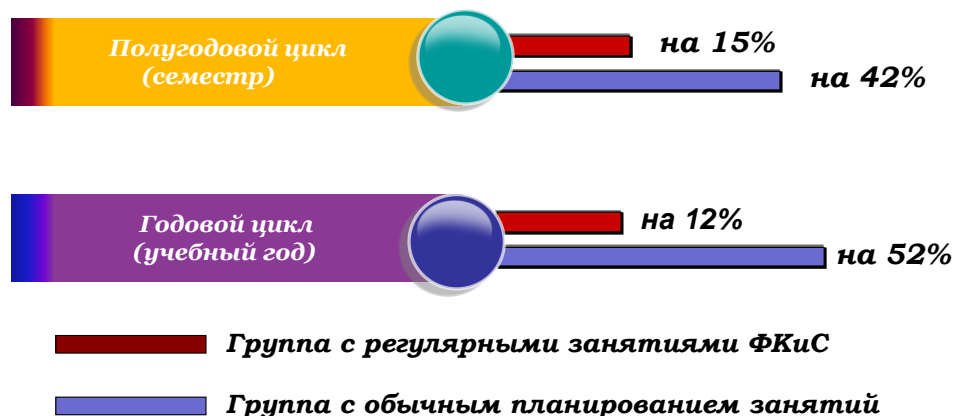 Полугодовой цикл
(семестр)
на 15%
на 42%
Годовой цикл
(учебный год)
на 12%
на 52%
Группа с регулярными занятиями ФКиС
Группа с обычным планированием занятий